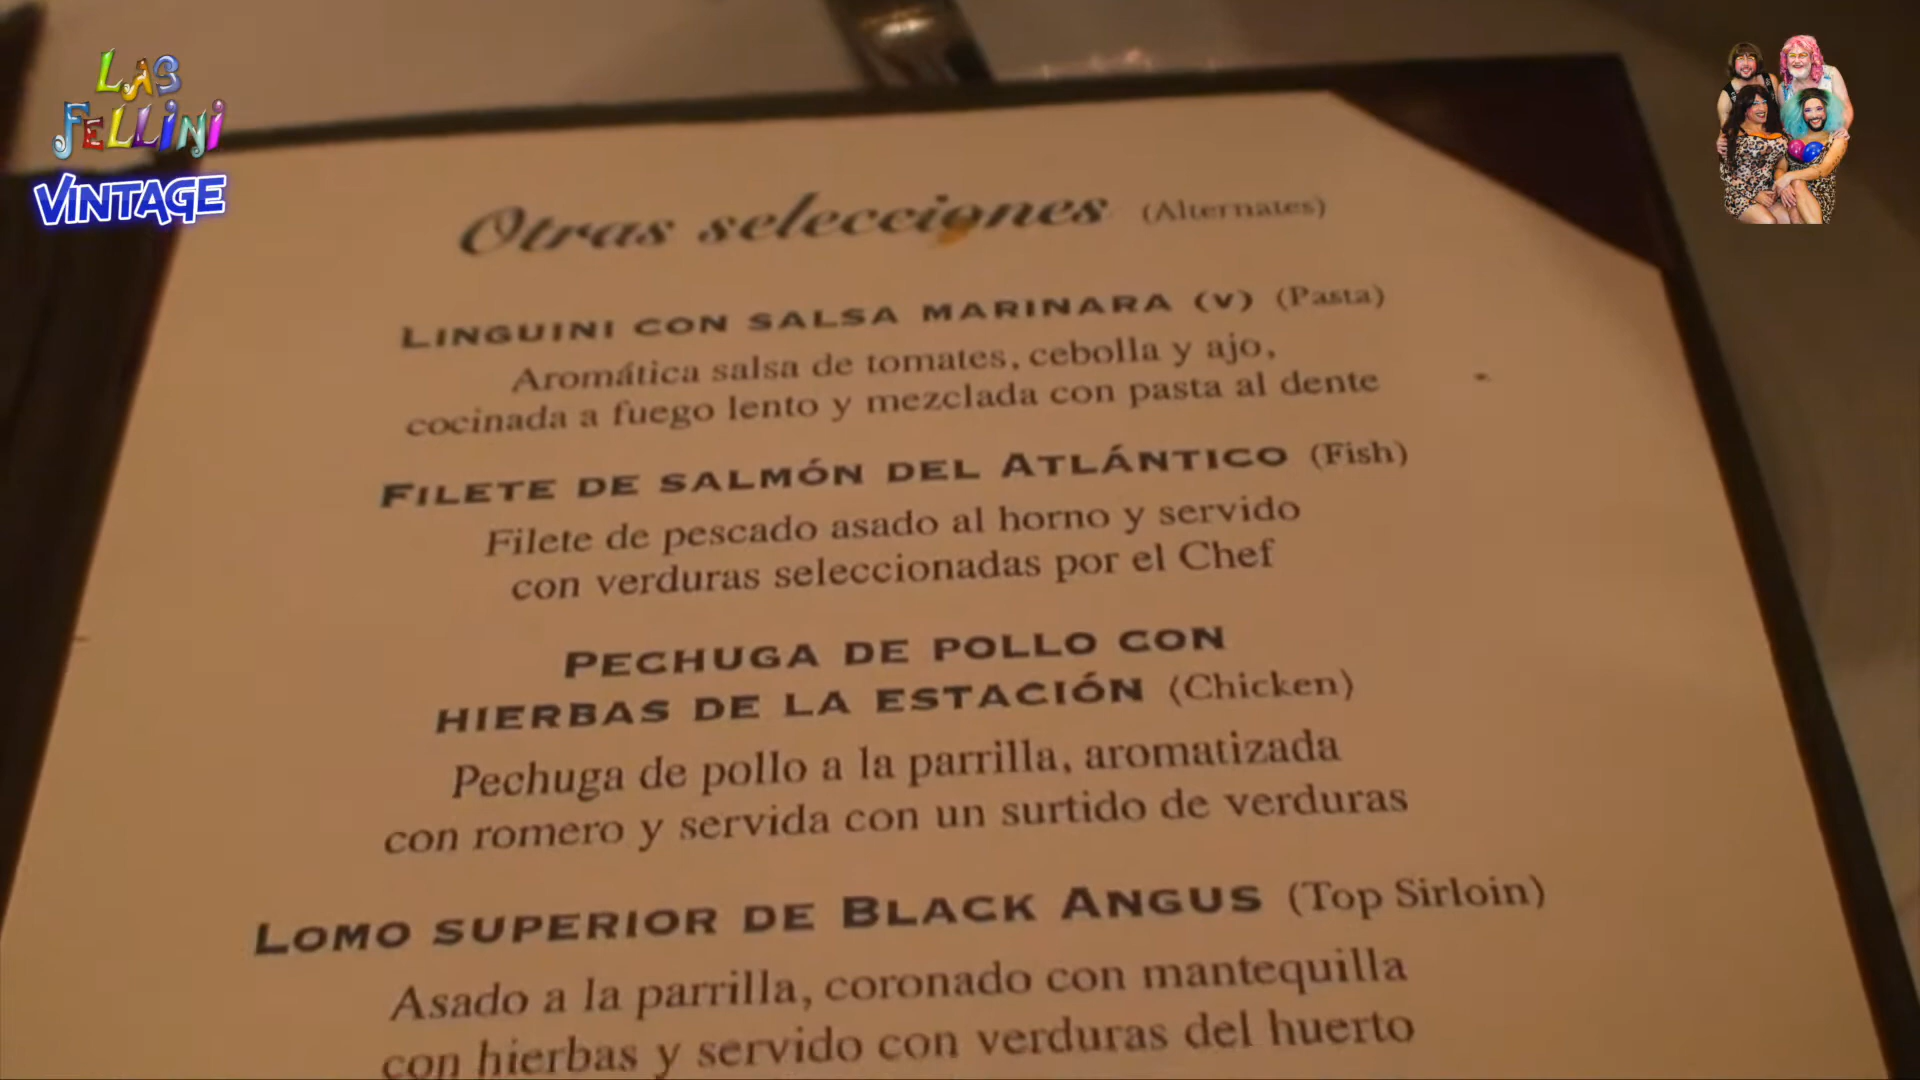 LAS
FELLINI
VINTAGE
Otras selecciones (Alternates)
LINGUINI CON SALSA MARINARA (V) (Pasta)
Aromática salsa de tomates, cebolla y ajo,
cocinada a fuego lento y mezclada con pasta al dente
FILETE DE SALMÓN DEL ATLÁNTICO (Fish)
Filete de pescado asado al horno y servido
con verduras seleccionadas por el Chef
PECHUGA DE POLLO CON
HIERBAS DE LA ESTACIÓN (Chicken)
Pechuga de pollo a la parrilla, aromatizada
con romero y servida con un surtido de verduras
LOMO SUPERIOR DE BLACK ANGUS (Top Sirloin)
Asado a la parrilla, coronado con mantequilla
con hierbas y servido con verduras del huerto